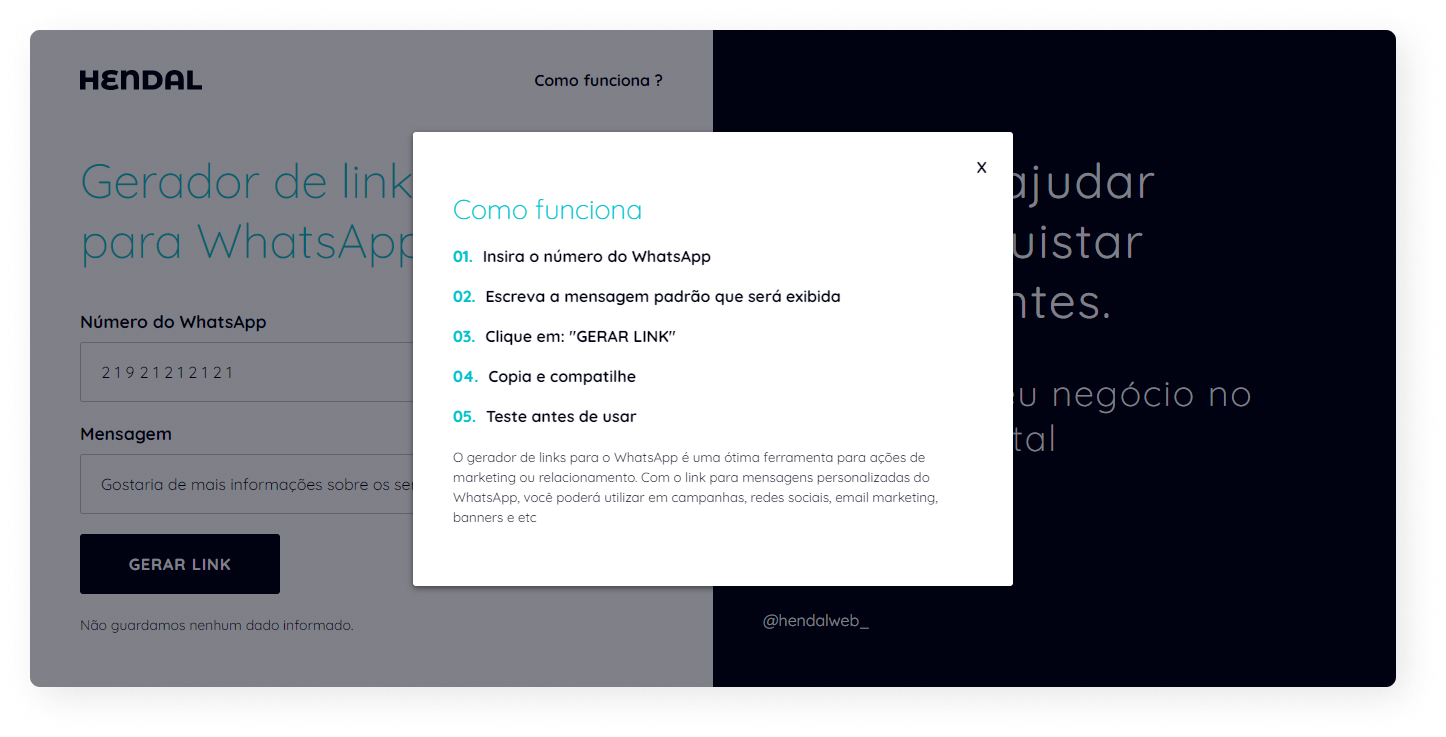 HENDAL
Como funciona ?
Gerador de link
para WhatsApp
Número do WhatsApp
21921212121
Mensagem
Gostaria de mais informações sobre os
GERAR LINK
Não guardamos nenhum dado informado.
X
Como funciona
01. Insira o número do WhatsApp
02. Escreva a mensagem padrão que será exibida
03. Clique em: "GERAR LINK"
04. Copia e compatilhe
05. Teste antes de usar
O gerador de links para o WhatsApp é uma ótima ferramenta para ações de
marketing ou relacionamento. Com o link para mensagens personalizadas do
WhatsApp, você poderá utilizar em campanhas, redes sociais, email marketing,
banners e etc
ajudar
uistar
ntes.
eu negócio no
tal
@hendalweb_